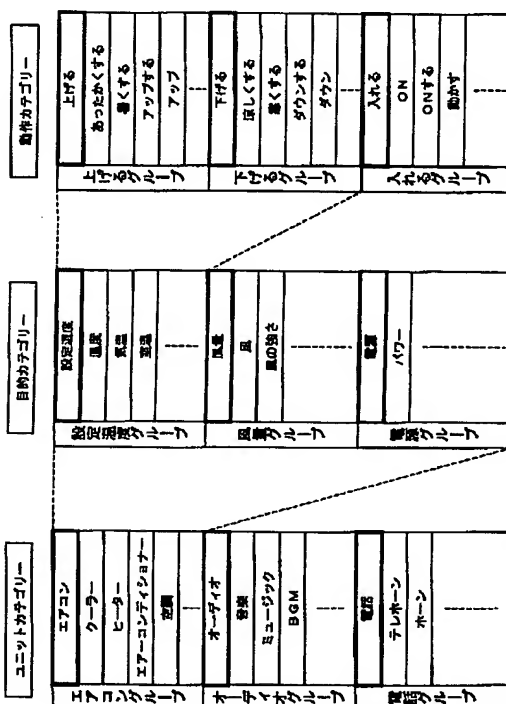 ユニットカテゴリー
エアコングループ
エアコン
クーラー
ヒーター
エアーコンディショナー
空調
オーディオグループ
オーディオ
音楽
ミュージック
BGM
電話グループ
電話
テレホーン
ホーン
目的カテゴリー
設定温度グループ
設定温度
温度
気温
室温
風量グループ
風量
風
風の強さ
電源グループ
電源
パワー
動作カテゴリー
上げるグループ
上げる
あったかくする
暑くする
アップする
アップ
下げるグループ
下げる
涼しくする
寒くする
ダウンする
ダウン
入れるグループ
入れる
ON
ONする
動かす